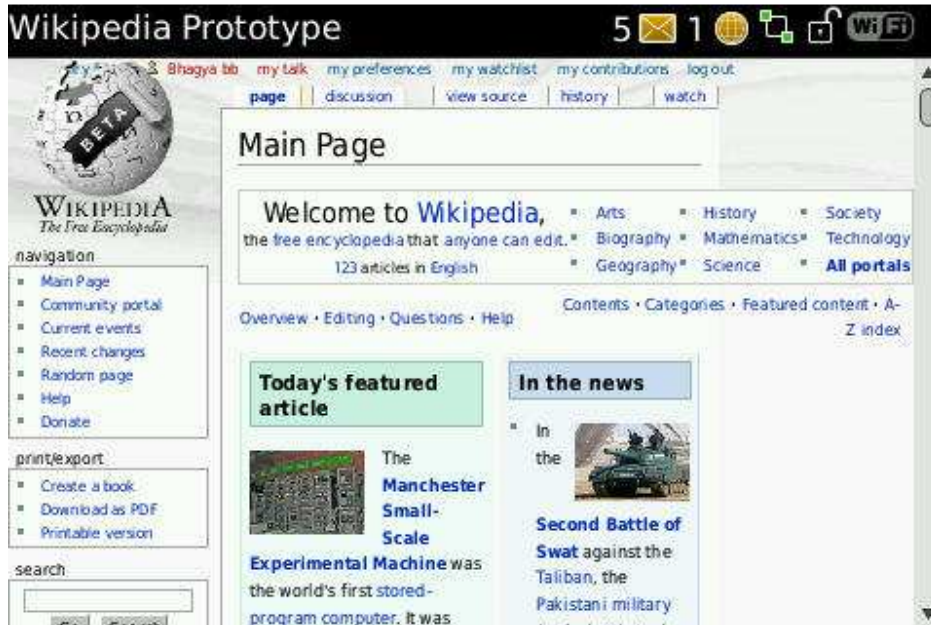 Wikipedia Prototype 5 1 WiFi
Bhagya bb my talk my preferences my watchlist my contributions log out
page discussion view source history watch
BETA
WIKIPEDIA
The Free Encyclopedia
navigation
Main Page
Community portal
Current events
Recent changes
Random page
Help
Donate
print/export
Create a book
Download as PDF
Printable version
search
Main Page
Welcome to Wikipedia,
the free encyclopedia that anyone can edit.
123 articles in English
Arts History Society
Biography Mathematics Technology
Geography Science All portals
Overview · Editing · Questions · Help
Contents · Categories · Featured content · A-
Z index
Today's featured
article
The
Manchester
Small-
Scale
Experimental Machine was
the world's first stored-
program computer. It was
In the news
In
the
Second Battle of
Swat against the
Taliban, the
Pakistani military